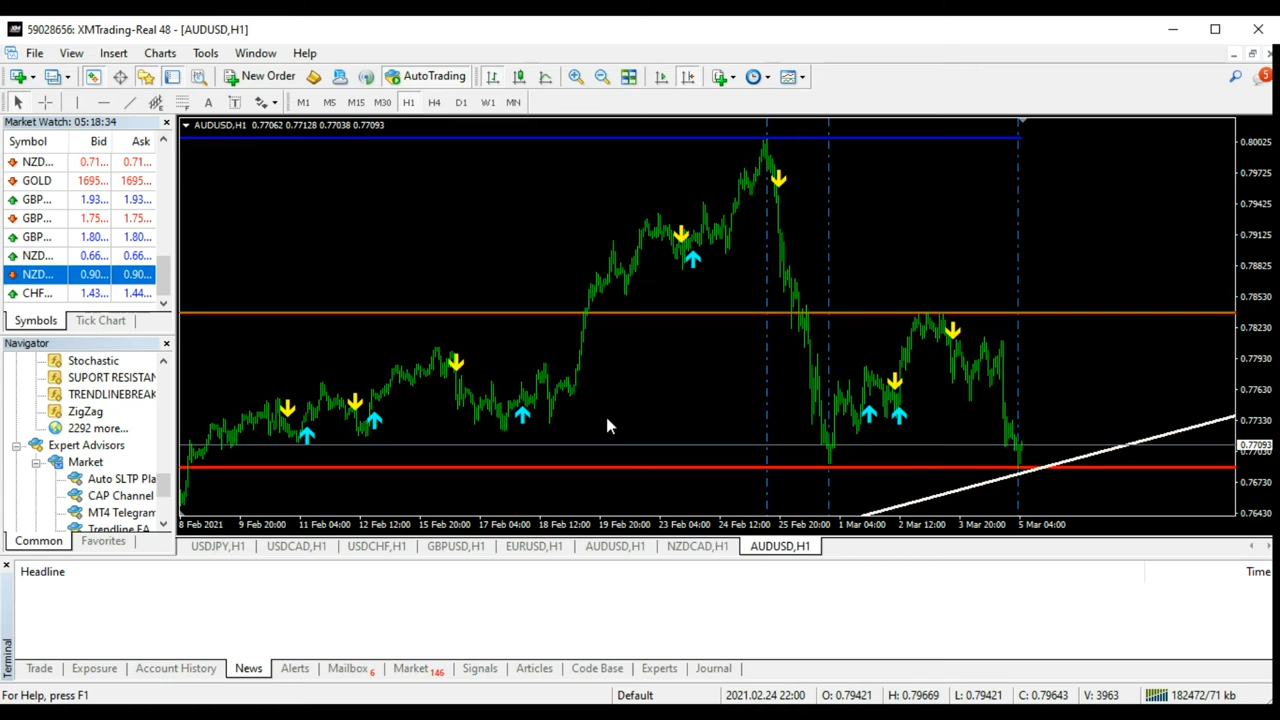 59028656: XMTrading-Real 48 - [AUDUSD,H1]
File View Insert Charts Tools Window Help
New Order AutoTrading 5
A T M1 M5 M15 M30 H1 H4 D1 W1 MN
Market Watch: 05:18:34
Symbol Bid Ask
NZD... 0.71... 0.71...
GOLD 1695... 1695...
GBP... 1.93... 1.93...
GBP... 1.75... 1.75...
GBP... 1.80... 1.80...
NZD... 0.66... 0.66...
NZD... 0.90... 0.90...
CHF... 1.43... 1.44...
Symbols Tick Chart
Navigator
Stochastic
SUPORT RESISTAN
TRENDLINEBREAK
ZigZag
2292 more...
Expert Advisors
Market
Auto SLTP Pla
CAP Channel
MT4 Telegram
Trendline EA
Common Favorites
AUDUSD,H1 0.77062 0.77128 0.77038 0.77093
0.80025
0.79725
0.79425
0.79125
0.78825
0.78530
0.78230
0.77930
0.77630
0.77330
0.77093
0.77030
0.76730
0.76430
8 Feb 2021 9 Feb 20:00 11 Feb 04:00 12 Feb 12:00 15 Feb 20:00 17 Feb 04:00 18 Feb 12:00 19 Feb 20:00 23 Feb 04:00 24 Feb 12:00 25 Feb 20:00 1 Mar 04:00 2 Mar 12:00 3 Mar 20:00 5 Mar 04:00
USDJPY,H1 USDCAD,H1 USDCHF,H1 GBPUSD,H1 EURUSD,H1 AUDUSD,H1 NZDCAD,H1 AUDUSD,H1
Headline Time
Terminal
Trade Exposure Account History News Alerts Mailbox 6 Market 146 Signals Articles Code Base Experts Journal
For Help, press F1 Default 2021.02.24 22:00 O: 0.79421 H: 0.79669 L: 0.79421 C: 0.79643 V: 3963 182472/71 kb